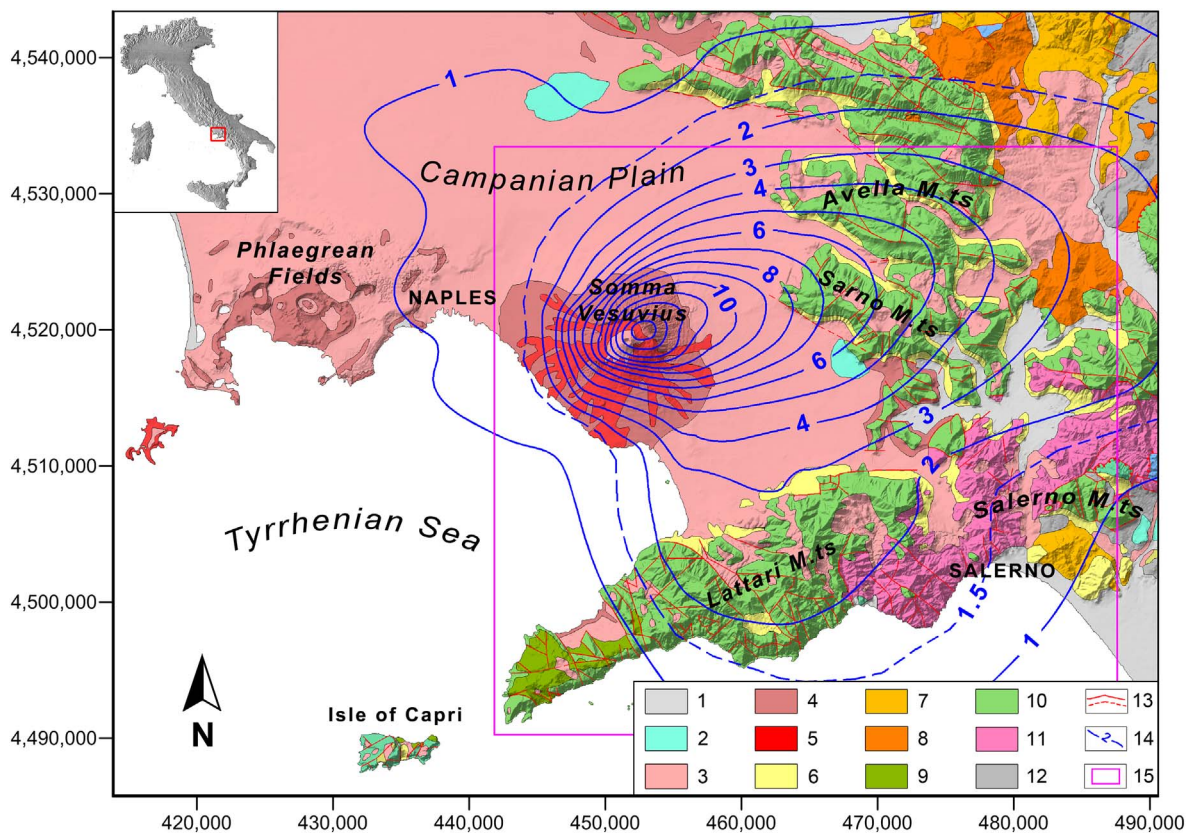 4,540,000
4,530,000
4,520,000
4,510,000
4,500,000
4,490,000
1
2
3
4
6
8
10
6
4
3
2
1.5
1
Campanian Plain
Avella M.ts
Phlaegrean
Fields
NAPLES
Somma
Vesuvius
Sarno M.ts
Tyrrhenian Sea
Salerno M.ts
SALERNO
Lattari M.ts
N
Isle of Capri
1 4 7 10 13
2 5 8 11 2 14
3 6 9 12 15
420,000 430,000 440,000 450,000 460,000 470,000 480,000 490,000